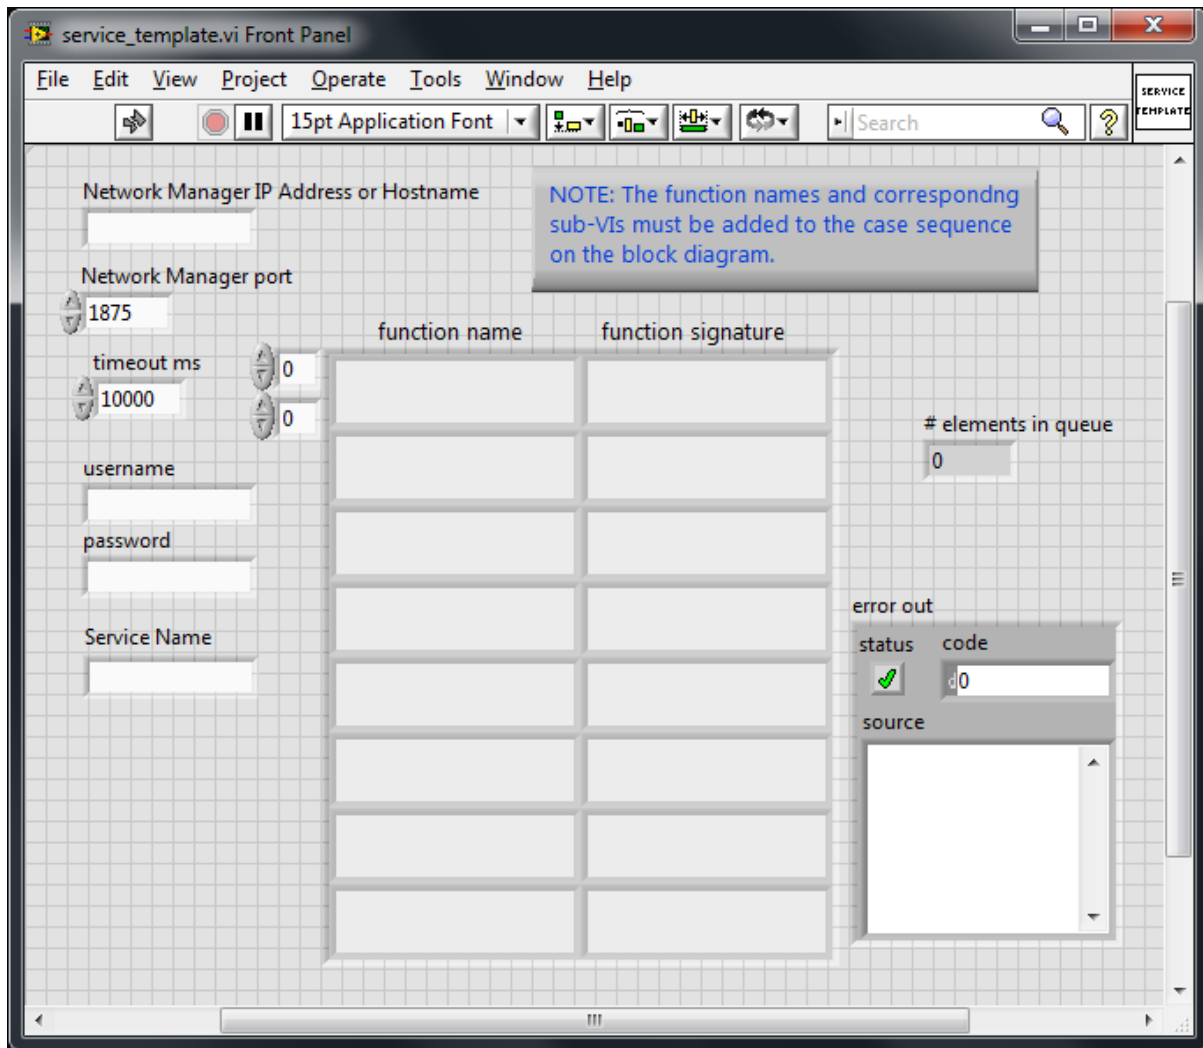 service_template.vi Front Panel
File Edit View Project Operate Tools Window Help
SERVICE
TEMPLATE
15pt Application Font
Search
?
Network Manager IP Address or Hostname
NOTE: The function names and correspondng
sub-VIs must be added to the case sequence
on the block diagram.
Network Manager port
1875
function name function signature
timeout ms
0
10000
0
# elements in queue
0
username
password
Service Name
error out
status code
d0
source